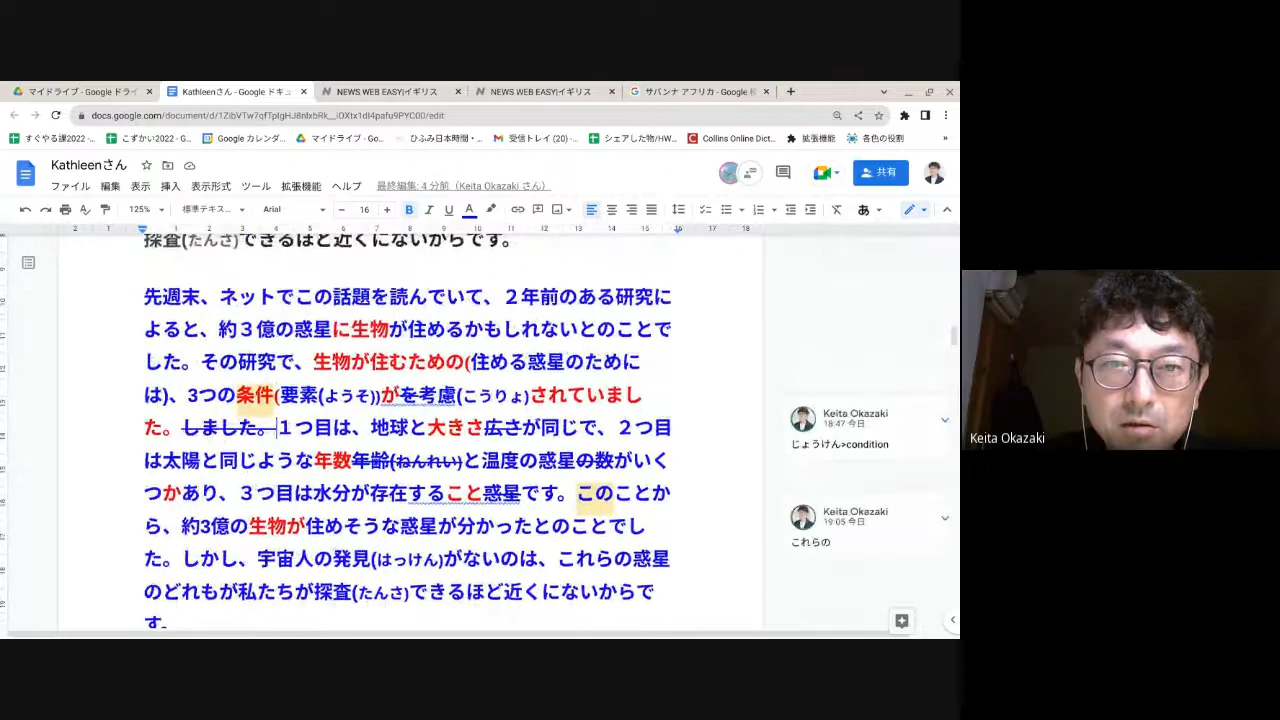 マイドライブ - Google ドライ
Kathleenさん - Google ドキュ
NEWS WEB EASY|イギリス
NEWS WEB EASY|イギリス
サバンナ アフリカ - Google 検
すぐやる課2022 -
こずかい2022 - G...
Google カレンダ...
マイドライブ - Go...
ひふみ日本時間・...
受信トレイ (20) -...
シェアした物/HW...
Collins Online Dict...
拡張機能
各色の役割
Kathleenさん
共有
ファイル 編集 表示 挿入 表示形式 ツール 拡張機能 ヘルプ 最終編集: 4 分前（Keita Okazaki さん）
125% 標準テキス... Arial 16
2 1 1 2 3 4 5 6 7 8 9 10 11 12 13 14 15 16 17 18
探査(たんさ)できるほど近くにないからです。
先週末、ネットでこの話題を読んでいて、２年前のある研究に
よると、約３億の惑星に生物が住めるかもしれないとのことで
した。その研究で、生物が住むための(住める惑星のために
は)、3つの条件(要素(ようそ))がを考慮(こうりょ)されていまし
た。しました。１つ目は、地球と大きさ広さが同じで、２つ目
は太陽と同じような年数年齢(ねんれい)と温度の惑星の数がいく
つかあり、３つ目は水分が存在すること惑星です。このことか
ら、約3億の生物が住めそうな惑星が分かったとのことでし
た。しかし、宇宙人の発見(はっけん)がないのは、これらの惑星
のどれもが私たちが探査(たんさ)できるほど近くにないからで
す。
Keita Okazaki
18:47 今日
じょうけん>condition
Keita Okazaki
19:05 今日
これらの
Keita Okazaki